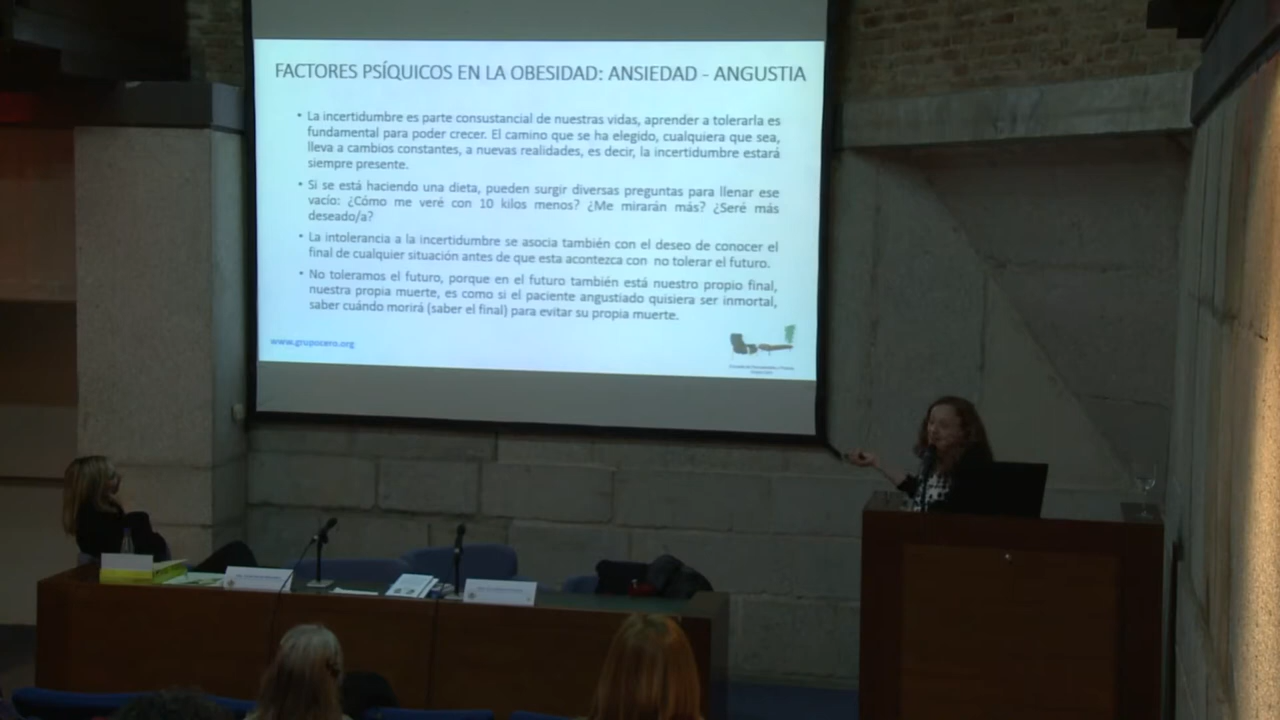 FACTORES PSÍQUICOS EN LA OBESIDAD: ANSIEDAD - ANGUSTIA
• La incertidumbre es parte consustancial de nuestras vidas, aprender a tolerarla es
fundamental para poder crecer. El camino que se ha elegido, cualquiera que sea,
lleva a cambios constantes, a nuevas realidades, es decir, la incertidumbre estará
siempre presente.
• Si se está haciendo una dieta, pueden surgir diversas preguntas para llenar ese
vacío: ¿Cómo me veré con 10 kilos menos? ¿Me mirarán más? ¿Seré más
deseado/a?
• La intolerancia a la incertidumbre se asocia también con el deseo de conocer el
final de cualquier situación antes de que esta acontezca con no tolerar el futuro.
• No toleramos el futuro, porque en el futuro también está nuestro propio final,
nuestra propia muerte, es como si el paciente angustiado quisiera ser inmortal,
saber cuándo morirá (saber el final) para evitar su propia muerte.
www.grupocero.org